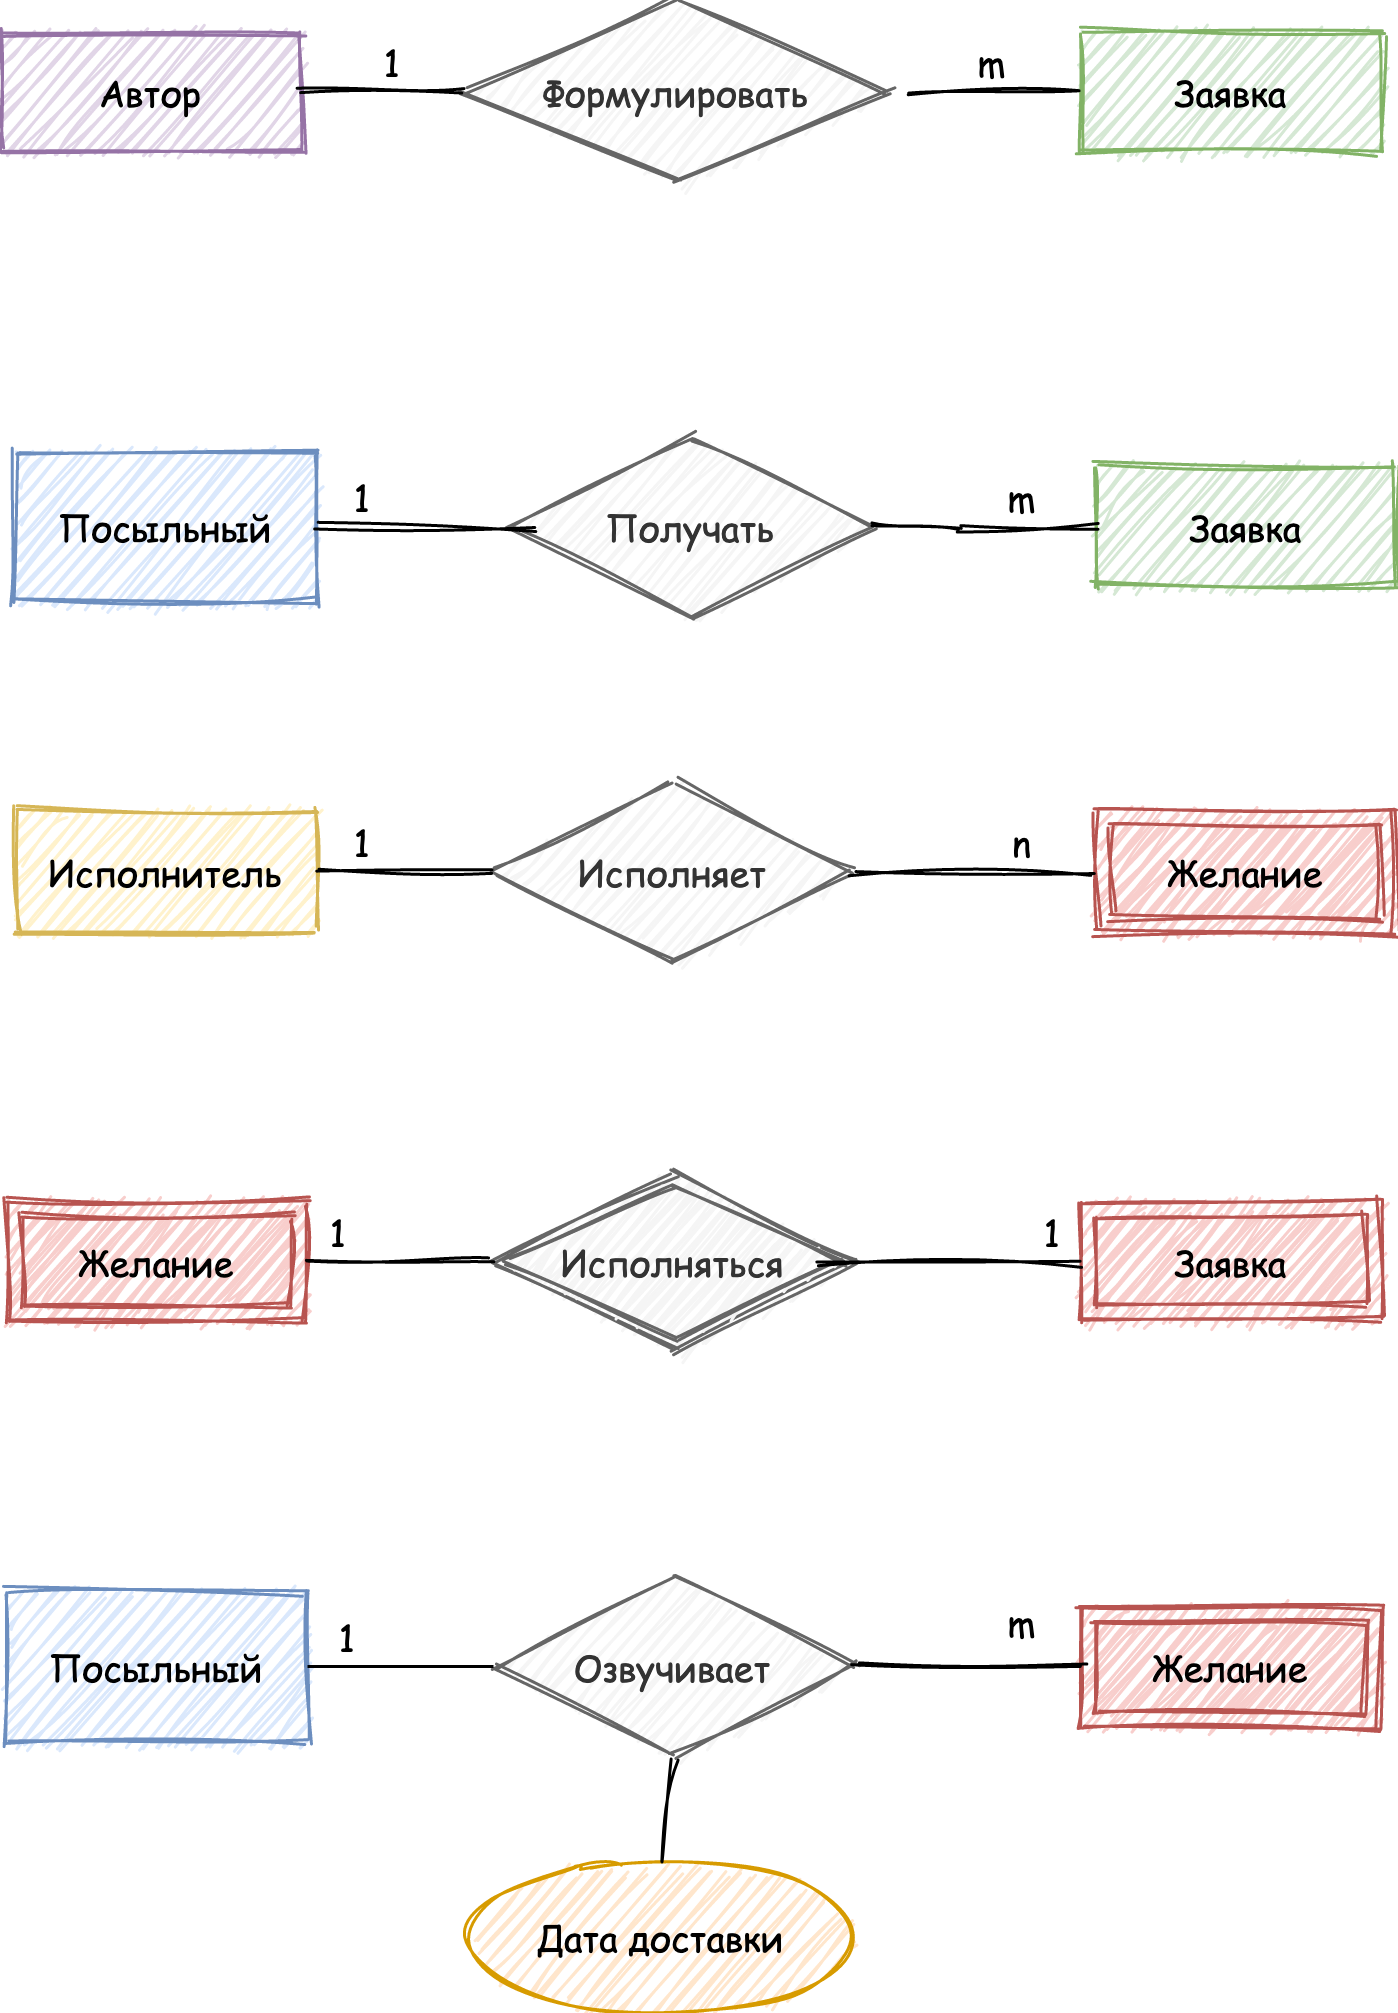 Автор
1
Формулировать
m
Заявка
Посыльный
1
Получать
m
Заявка
Исполнитель
1
Исполняет
n
Желание
Желание
1
Исполняться
1
Заявка
Посыльный
1
Озвучивает
m
Желание
Дата доставки